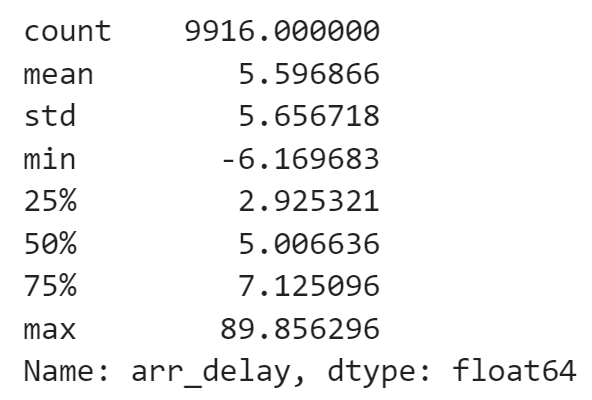 count    9916.000000
mean        5.596866
std         5.656718
min        -6.169683
25%         2.925321
50%         5.006636
75%         7.125096
max        89.856296
Name: arr_delay, dtype: float64